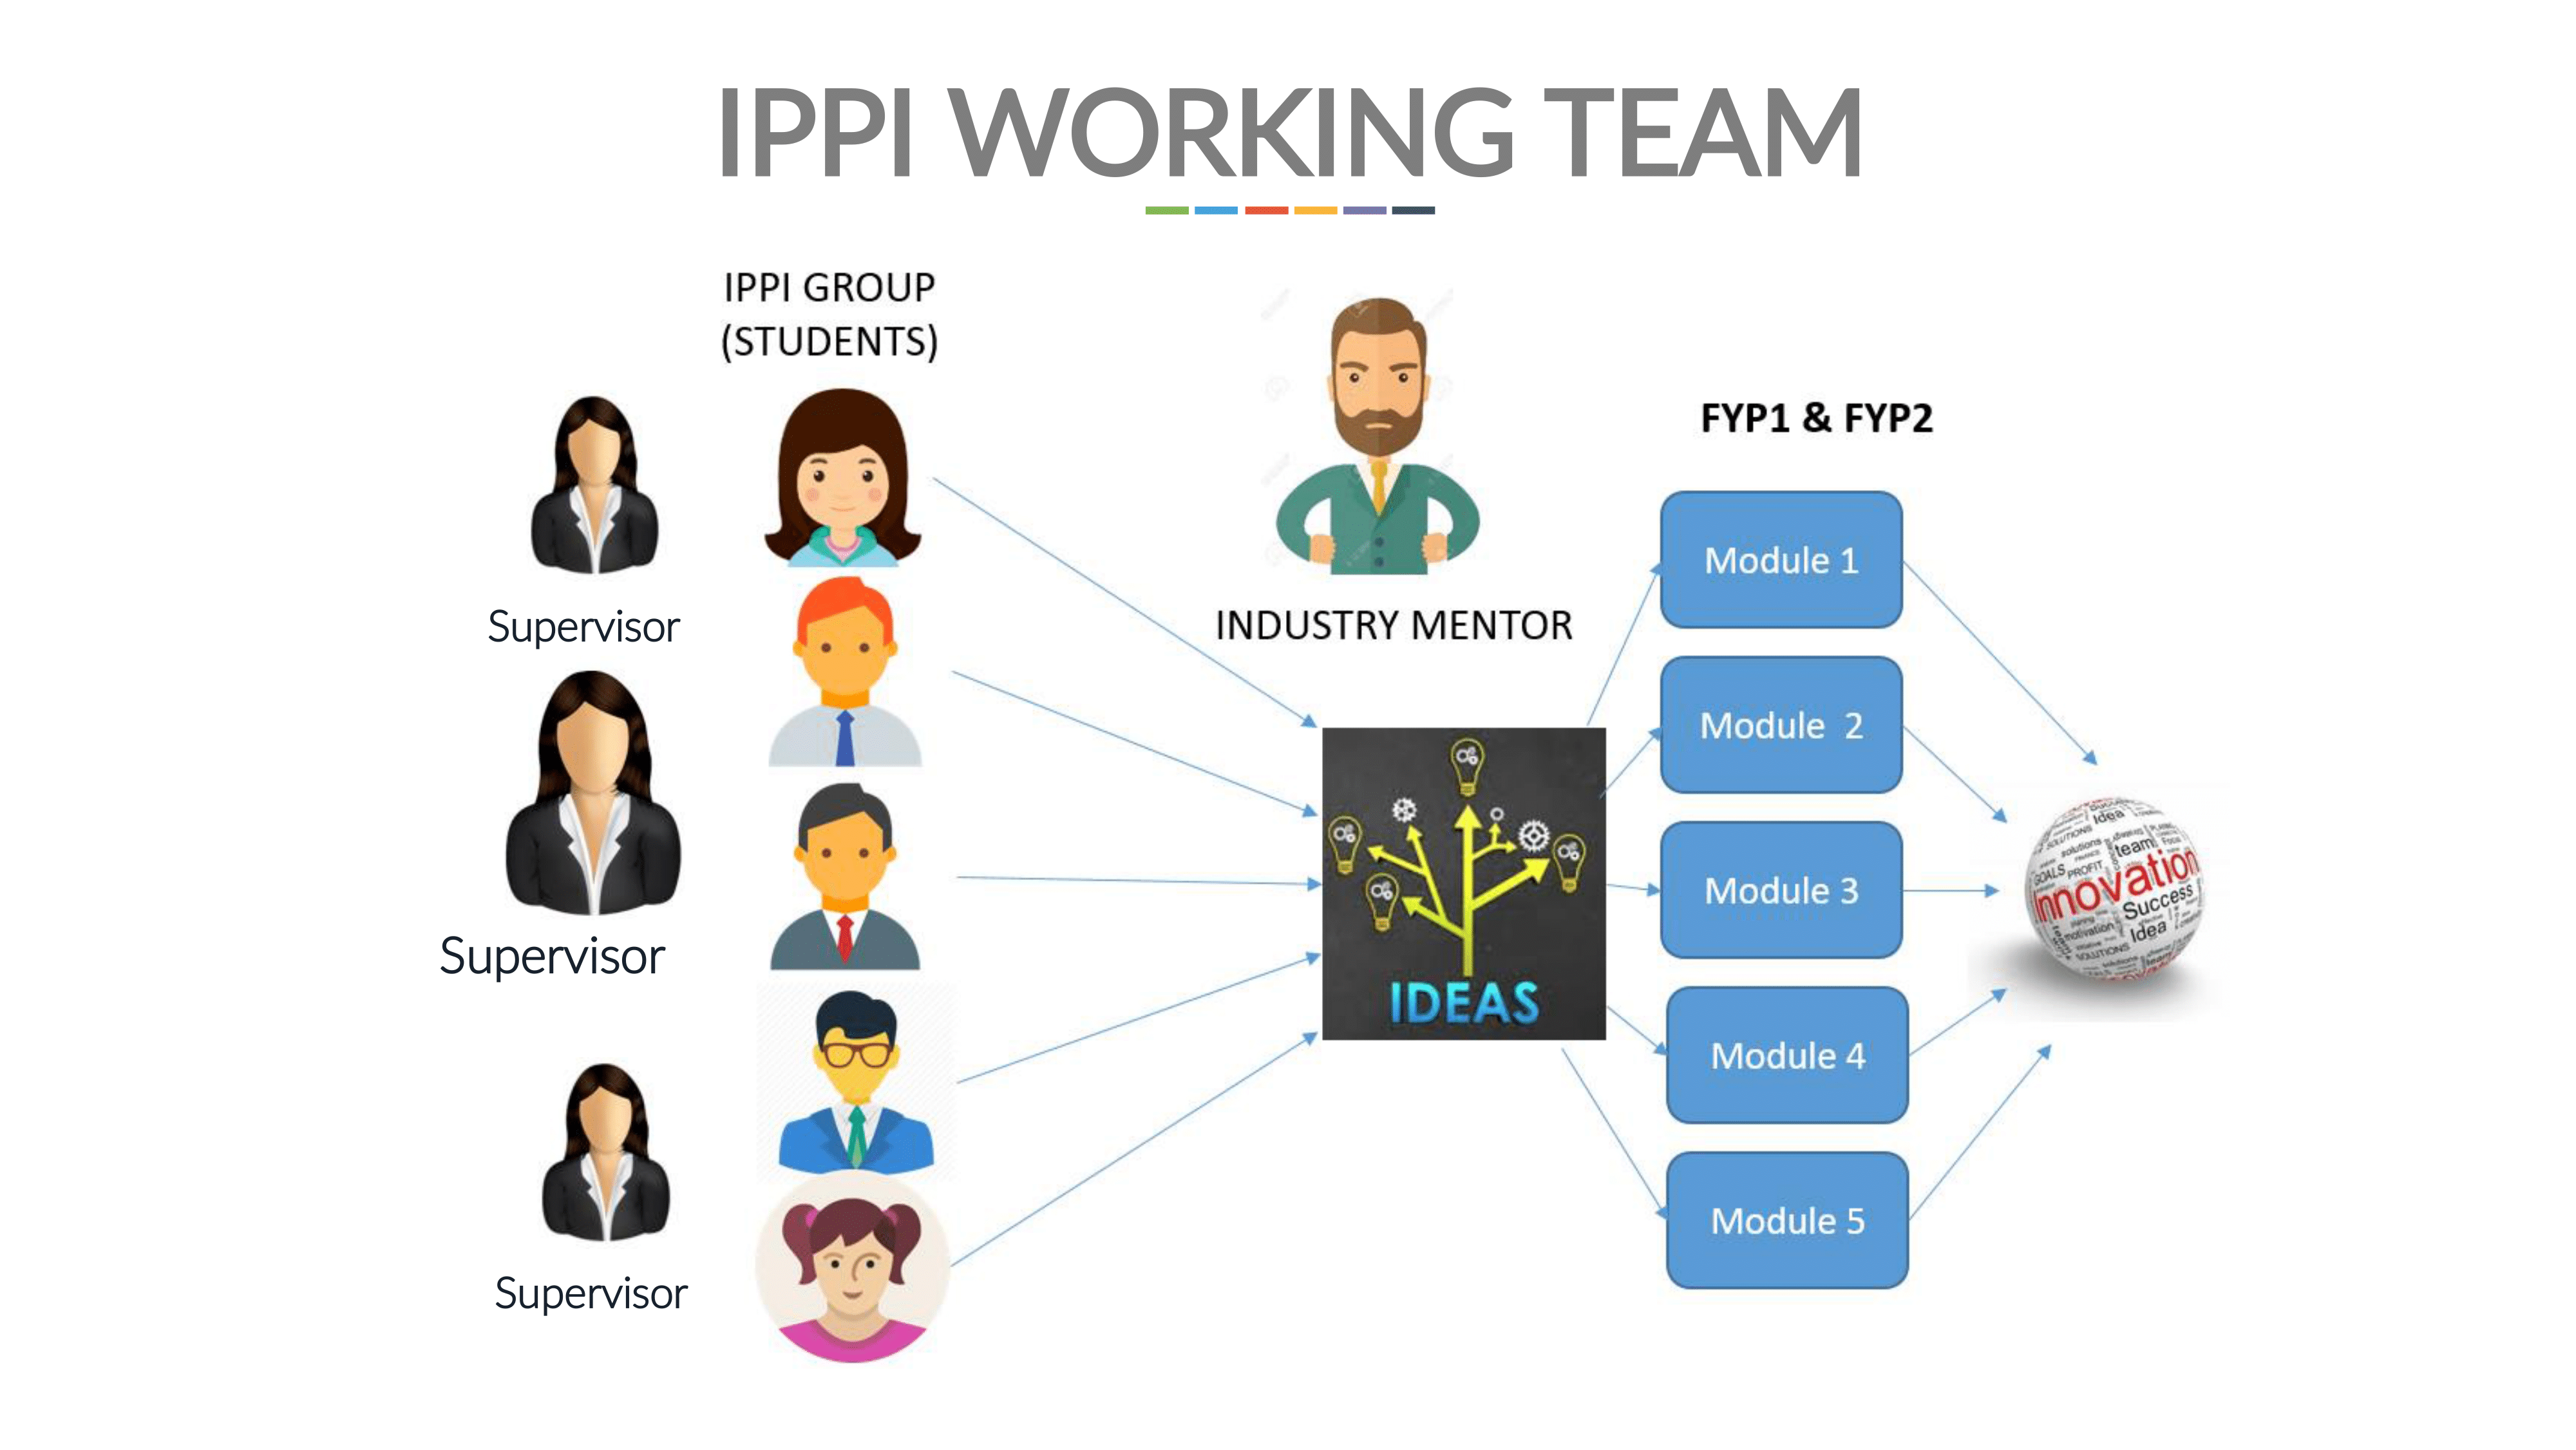 IPPI WORKING TEAM
IPPI GROUP
(STUDENTS)
Supervisor
Supervisor
Supervisor
INDUSTRY MENTOR
IDEAS
FYP1 & FYP2
Module 1
Module  2
Module 3
Module 4
Module 5
Idea
SOLUTIONS
solutions
team
GOALS
PROFIT
Innovation
Success
motivation
Idea
SOLUTIONS